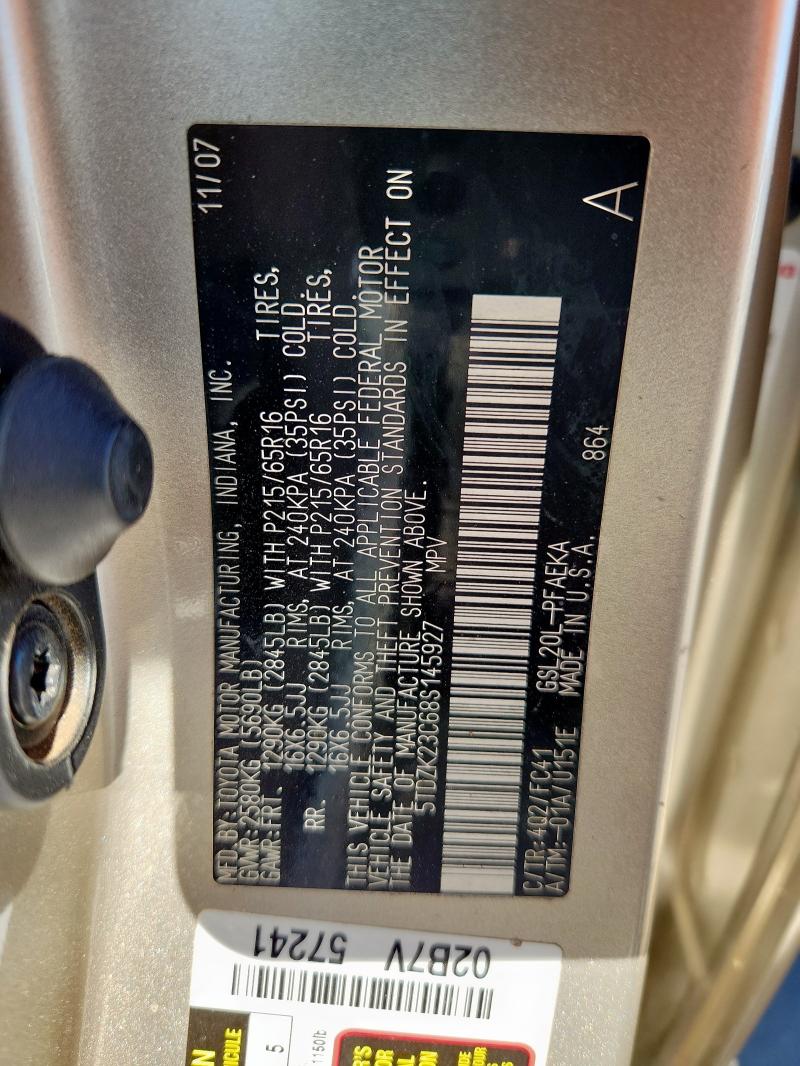 MFD.BY:TOYOTA MOTOR MANUFACTURING, INDIANA, INC. 11/07
GVWR:2580KG (5690LB)
GAWR:FRT 1290KG (2845LB) WITH P215/65R16 TIRES,
16X6.5JJ RIMS, AT 240KPA (35PSI) COLD.
RR. 1290KG (2845LB) WITH P215/65R16 TIRES,
16X6.5JJ RIMS, AT 240KPA (35PSI) COLD.
THIS VEHICLE CONFORMS TO ALL APPLICABLE FEDERAL MOTOR
VEHICLE SAFETY AND THEFT PREVENTION STANDARDS IN EFFECT ON
THE DATE OF MANUFACTURE SHOWN ABOVE.
5TDZK23C68S145927 MPV
C/TR:4Q2/FC41 GSL20L-PFAEKA
A/TM:-01A/U151E MADE IN U.S.A. 864 A
02B7V 57241
5
1150lb